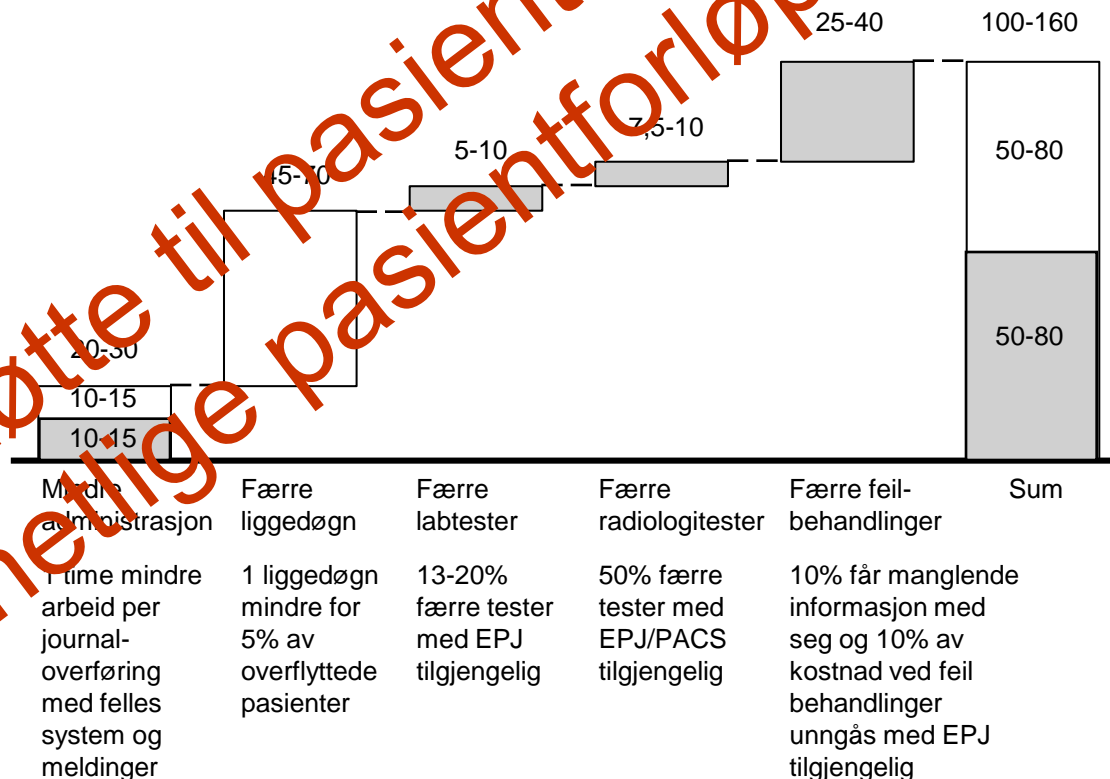 25-40
100-160
7,5-10
5-10
50-80
45-70
50-80
20-30
10-15
10-15
Mindre
administrasjon
Færre
liggedøgn
Færre
labtester
Færre
radiologitester
Færre feil-
behandlinger
Sum
1 time mindre
arbeid per
journal-
overføring
med felles
system og
meldinger
1 liggedøgn
mindre for
5% av
overflyttede
pasienter
13-20%
færre tester
med EPJ
tilgjengelig
50% færre
tester med
EPJ/PACS
tilgjengelig
10% får manglende
informasjon med
seg og 10% av
kostnad ved feil
behandlinger
unngås med EPJ
tilgjengelig
til
pasientforløp